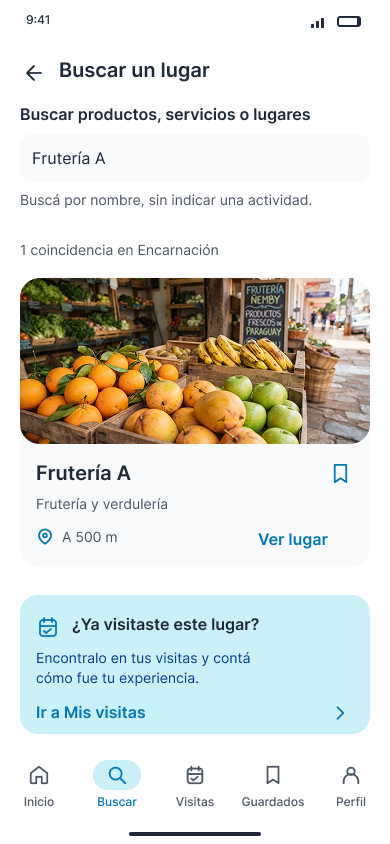 9:41
Buscar un lugar
Buscar productos, servicios o lugares
Frutería A
Buscá por nombre, sin indicar una actividad.
1 coincidencia en Encarnación
FRUTERÍA
ÑEMBY
PRODUCTOS
FRESCOS de
PARAGUAY
Frutería A
Frutería y verdulería
A 500 m
Ver lugar
¿Ya visitaste este lugar?
Encontralo en tus visitas y contá
cómo fue tu experiencia.
Ir a Mis visitas
Inicio
Buscar
Visitas
Guardados
Perfil